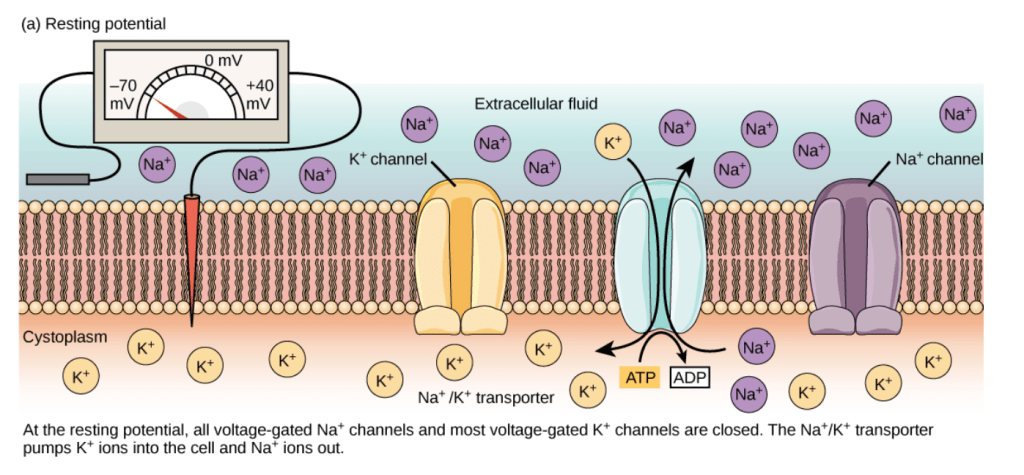 (a) Resting potential
0 mV
–70
mV
+40
mV
Extracellular fluid
Na⁺
Na⁺
Na⁺
Na⁺
Na⁺
Na⁺
K⁺
Na⁺
Na⁺
Na⁺
Na⁺
Na⁺
Na⁺
K⁺ channel
Na⁺ channel
Cystoplasm
K⁺
K⁺
K⁺
K⁺
K⁺
K⁺
K⁺
K⁺
Na⁺
Na⁺
K⁺
K⁺
K⁺
ATP
ADP
Na⁺/K⁺ transporter
At the resting potential, all voltage-gated Na⁺ channels and most voltage-gated K⁺ channels are closed. The Na⁺/K⁺ transporter
pumps K⁺ ions into the cell and Na⁺ ions out.